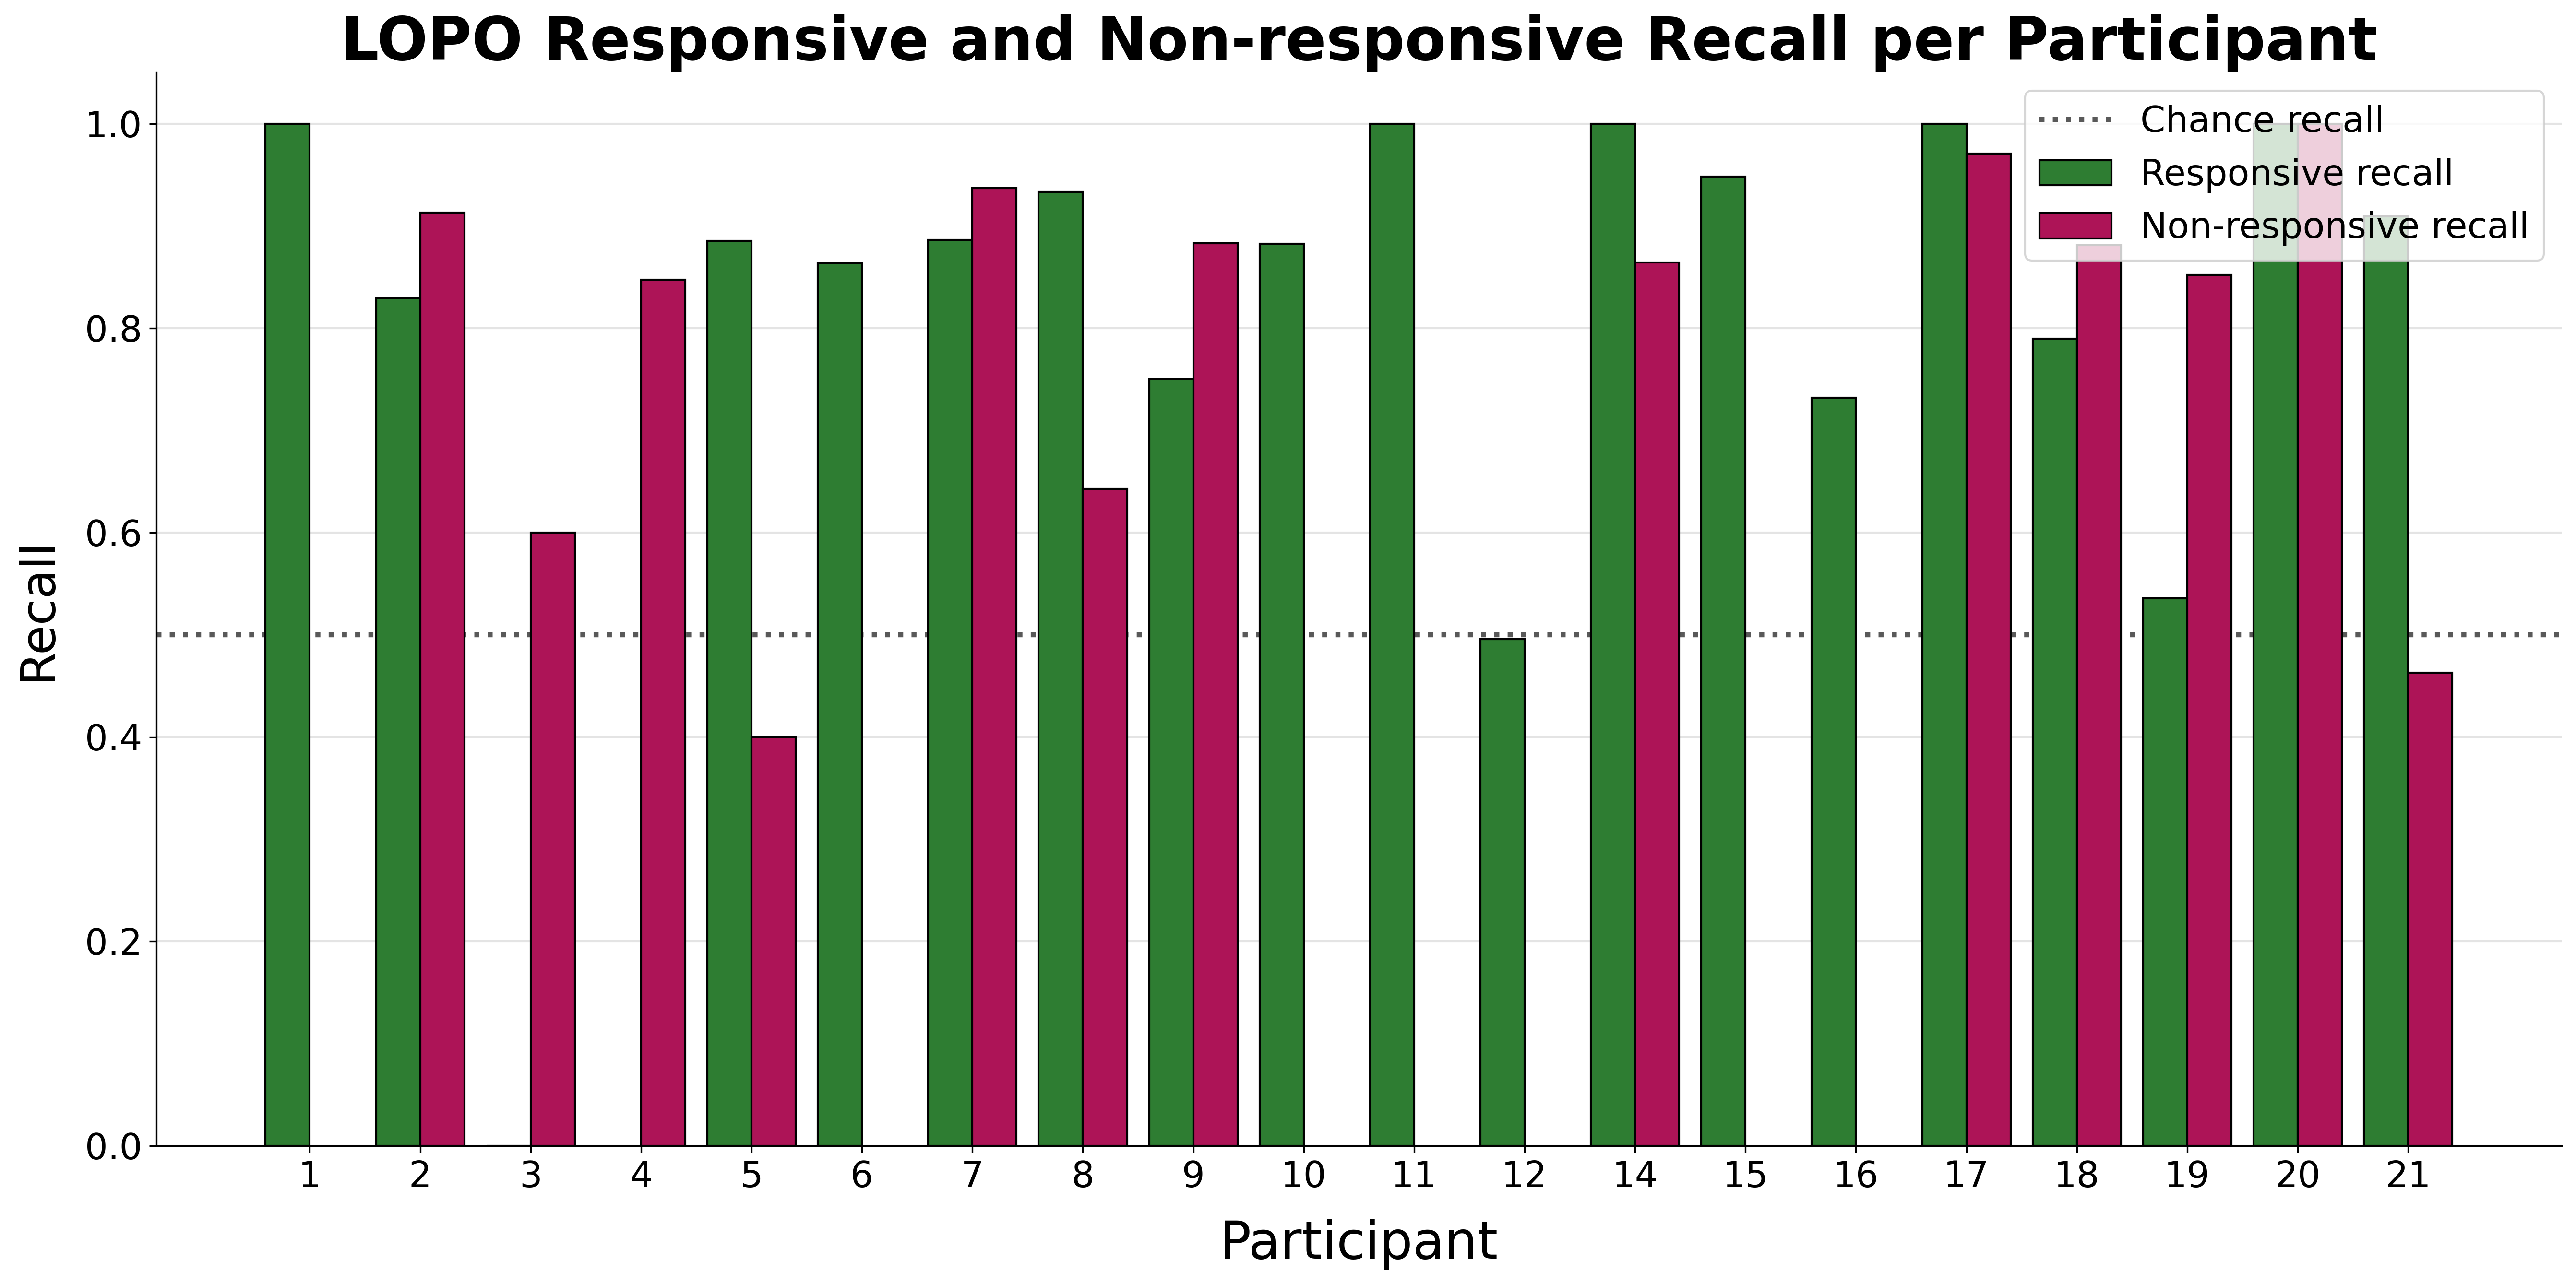 LOPO Responsive and Non-responsive Recall per Participant
Chance recall
Responsive recall
Non-responsive recall
1.0
0.8
0.6
0.4
0.2
0.0
Recall
1 2 3 4 5 6 7 8 9 10 11 12 14 15 16 17 18 19 20 21
Participant